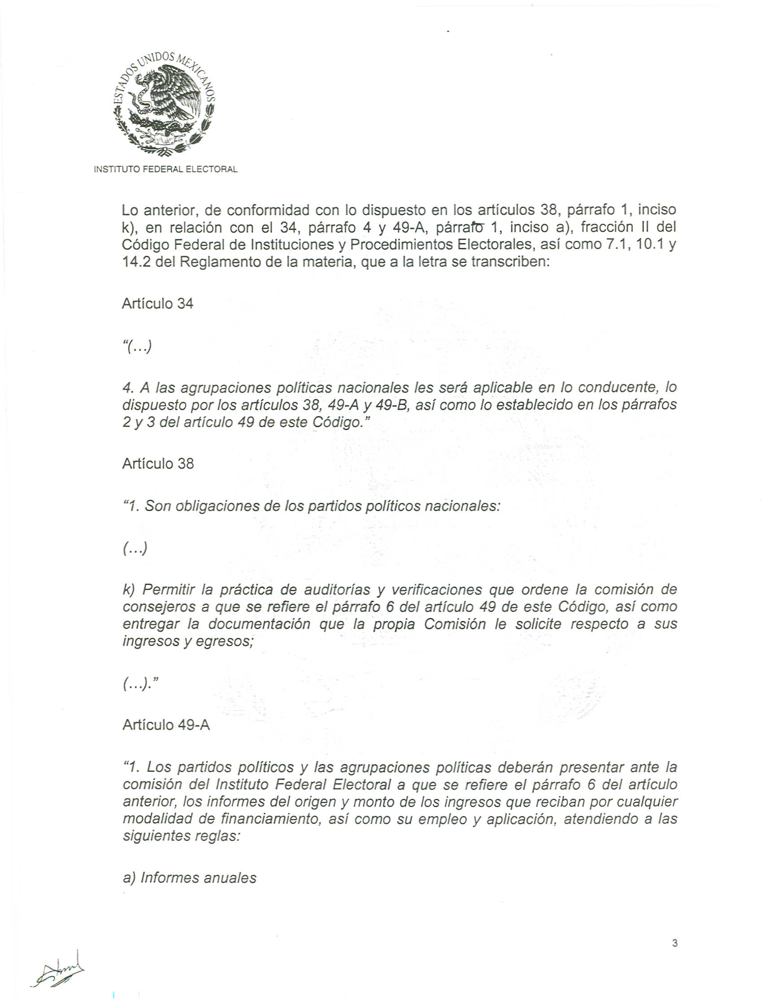 ESTADOS UNIDOS MEXICANOS
INSTITUTO FEDERAL ELECTORAL
Lo anterior, de conformidad con lo dispuesto en los artículos 38, párrafo 1, inciso
k), en relación con el 34, párrafo 4 y 49-A, párrafo 1, inciso a), fracción II del
Código Federal de Instituciones y Procedimientos Electorales, así como 7.1, 10.1 y
14.2 del Reglamento de la materia, que a la letra se transcriben:
Artículo 34
“(...)
4. A las agrupaciones políticas nacionales les será aplicable en lo conducente, lo
dispuesto por los artículos 38, 49-A y 49-B, así como lo establecido en los párrafos
2 y 3 del artículo 49 de este Código.”
Artículo 38
“1. Son obligaciones de los partidos políticos nacionales:
(...)
k) Permitir la práctica de auditorías y verificaciones que ordene la comisión de
consejeros a que se refiere el párrafo 6 del artículo 49 de este Código, así como
entregar la documentación que la propia Comisión le solicite respecto a sus
ingresos y egresos;
(...).”
Artículo 49-A
“1. Los partidos políticos y las agrupaciones políticas deberán presentar ante la
comisión del Instituto Federal Electoral a que se refiere el párrafo 6 del artículo
anterior, los informes del origen y monto de los ingresos que reciban por cualquier
modalidad de financiamiento, así como su empleo y aplicación, atendiendo a las
siguientes reglas:
a) Informes anuales
3